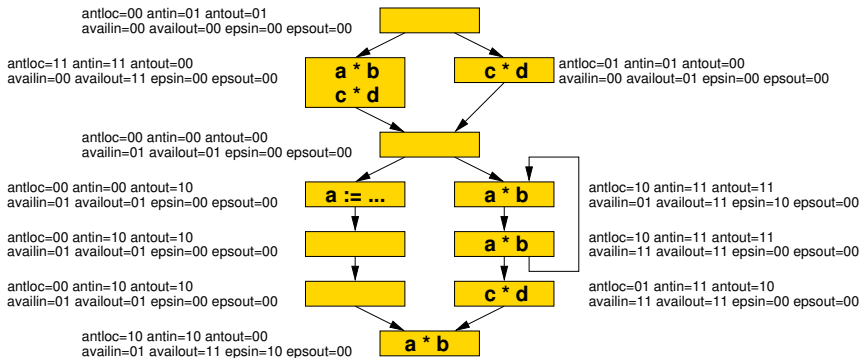 antloc=00 antin=01 antout=01
availin=00 availout=00 epsin=00 epsout=00
antloc=11 antin=11 antout=00
availin=00 availout=11 epsin=00 epsout=00
a * b
c * d
c * d
antloc=01 antin=01 antout=00
availin=00 availout=01 epsin=00 epsout=00
antloc=00 antin=00 antout=00
availin=01 availout=01 epsin=00 epsout=00
antloc=00 antin=00 antout=10
availin=01 availout=01 epsin=00 epsout=00
a := ...
a * b
antloc=10 antin=11 antout=11
availin=01 availout=11 epsin=10 epsout=00
antloc=00 antin=10 antout=10
availin=01 availout=01 epsin=00 epsout=00
a * b
antloc=10 antin=11 antout=11
availin=11 availout=11 epsin=00 epsout=00
antloc=00 antin=10 antout=10
availin=01 availout=01 epsin=00 epsout=00
c * d
antloc=01 antin=11 antout=10
availin=11 availout=11 epsin=00 epsout=00
antloc=10 antin=10 antout=00
availin=01 availout=11 epsin=10 epsout=00
a * b